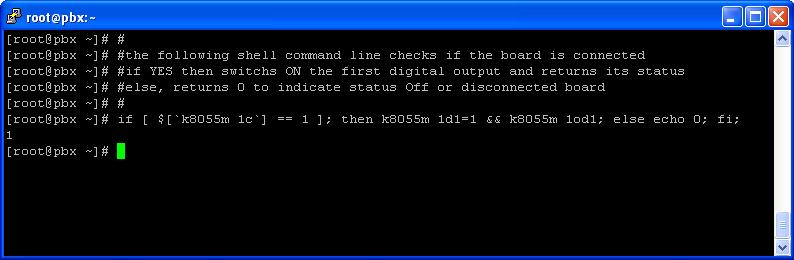 root@pbx:~
[root@pbx ~]# #
[root@pbx ~]# #the following shell command line checks if the board is connected
[root@pbx ~]# #if YES then switchs ON the first digital output and returns its status
[root@pbx ~]# #else, returns 0 to indicate status Off or disconnected board
[root@pbx ~]# #
[root@pbx ~]# if [ $[`k8055m 1c`] == 1 ]; then k8055m 1d1=1 && k8055m 1od1; else echo 0; fi;
1
[root@pbx ~]#